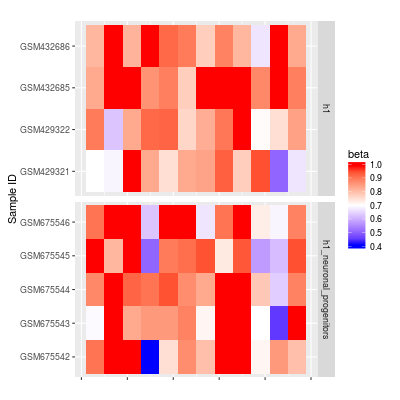 GSM432686
GSM432685
GSM429322
GSM429321
h1
GSM675546
GSM675545
GSM675544
GSM675543
GSM675542
h1_neuronal_progenitors
Sample ID
beta
1.0
0.9
0.8
0.7
0.6
0.5
0.4